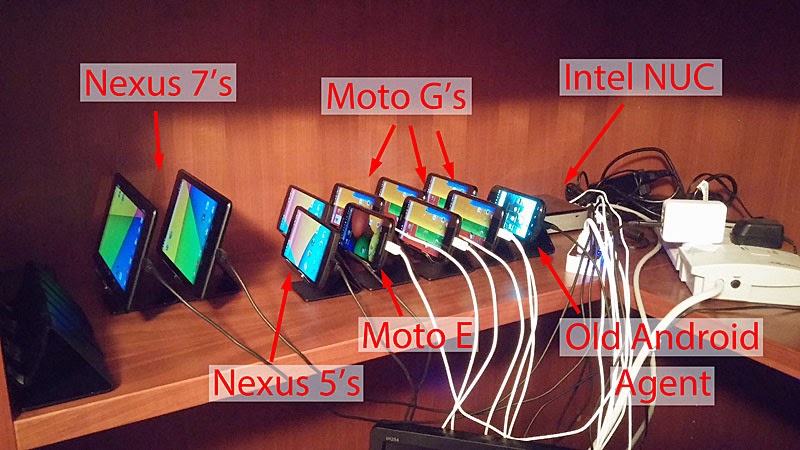 Nexus 7's
Moto G's
Intel NUC
Moto E
Old Android
Agent
Nexus 5's